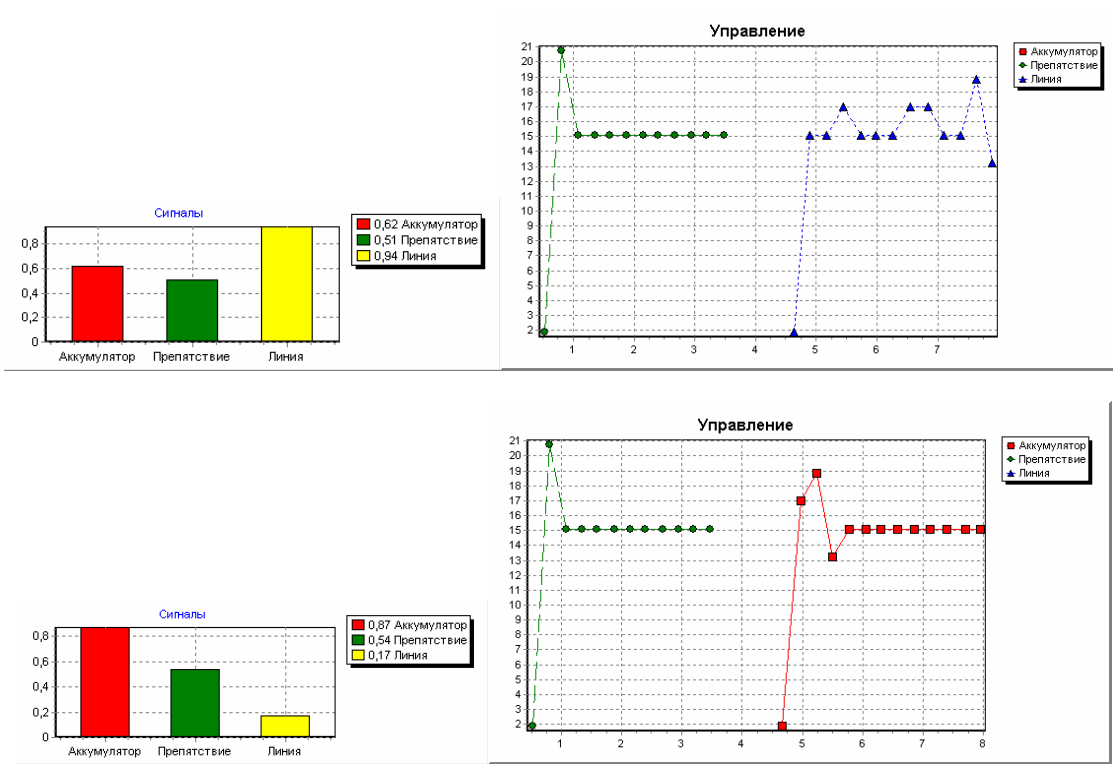 Управление
21
20
19
18
17
16
15
14
13
12
11
10
9
8
7
6
5
4
3
2
1 2 3 4 5 6 7
Аккумулятор
Препятствие
Линия
Сигналы
0,8
0,6
0,4
0,2
0
Аккумулятор Препятствие Линия
0,62 Аккумулятор
0,51 Препятствие
0,94 Линия
Управление
21
20
19
18
17
16
15
14
13
12
11
10
9
8
7
6
5
4
3
2
1 2 3 4 5 6 7 8
Аккумулятор
Препятствие
Линия
Сигналы
0,8
0,6
0,4
0,2
0
Аккумулятор Препятствие Линия
0,87 Аккумулятор
0,54 Препятствие
0,17 Линия